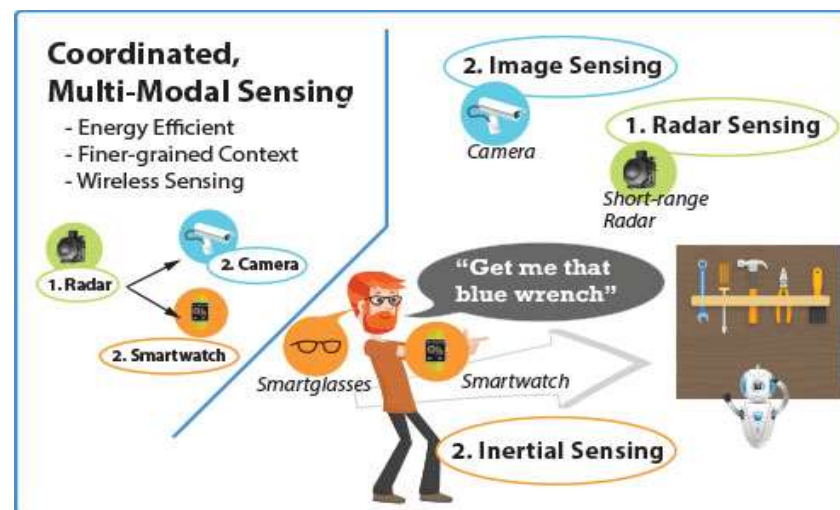 Coordinated,
Multi-Modal Sensing
- Energy Efficient
- Finer-grained Context
- Wireless Sensing
1. Radar
2. Camera
2. Smartwatch
2. Image Sensing
Camera
1. Radar Sensing
Short-range
Radar
“Get me that
blue wrench”
Smartglasses
Smartwatch
2. Inertial Sensing